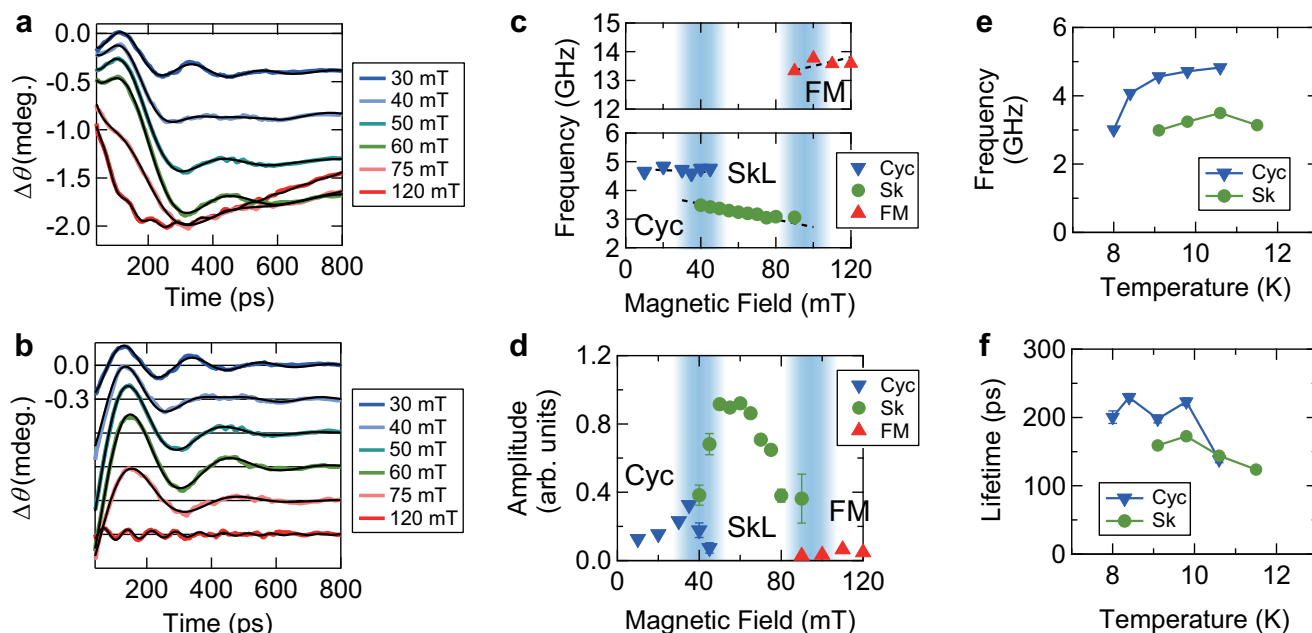 a
0.0
-0.5
-1.0
-1.5
-2.0
Δθ(mdeg.)
200
400
600
800
Time (ps)
30 mT
40 mT
50 mT
60 mT
75 mT
120 mT
b
0.0
-0.3
Δθ(mdeg.)
200
400
600
800
Time (ps)
30 mT
40 mT
50 mT
60 mT
75 mT
120 mT
c
15
14
13
12
FM
7
6
5
4
3
2
Frequency (GHz)
SkL
Cyc
Cyc
Sk
FM
0
40
80
120
Magnetic Field (mT)
d
1.2
0.8
0.4
0.0
Amplitude
(arb. units)
Cyc
SkL
FM
Cyc
Sk
FM
0
40
80
120
Magnetic Field (mT)
e
6
4
2
0
Frequency
(GHz)
Cyc
Sk
8
10
12
Temperature (K)
f
300
200
100
0
Lifetime (ps)
Cyc
Sk
8
10
12
Temperature (K)